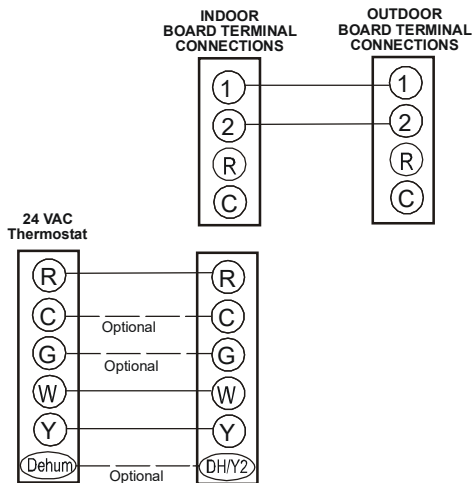 INDOOR
BOARD TERMINAL
CONNECTIONS
OUTDOOR
BOARD TERMINAL
CONNECTIONS
1 1
2 2
R R
C C
24 VAC
Thermostat
R R
C Optional C
G Optional G
W W
Y Y
Dehum Optional DH/Y2